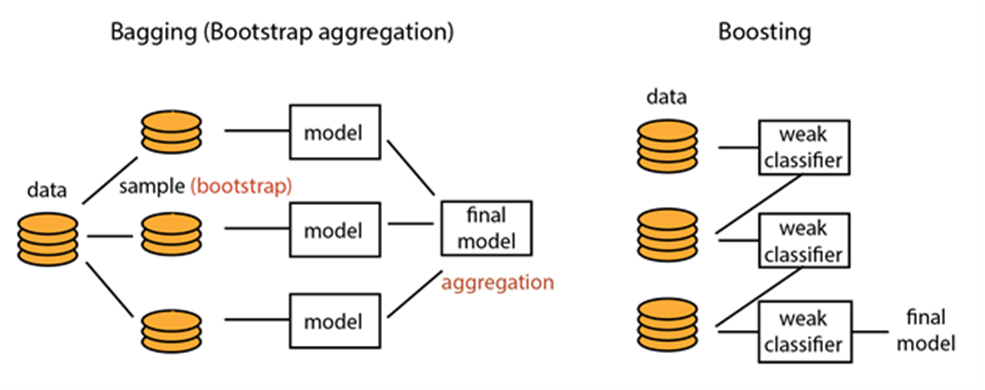 Bagging (Bootstrap aggregation)
data
sample (bootstrap)
model
model
model
final
model
aggregation
Boosting
data
weak
classifier
weak
classifier
weak
classifier
final
model